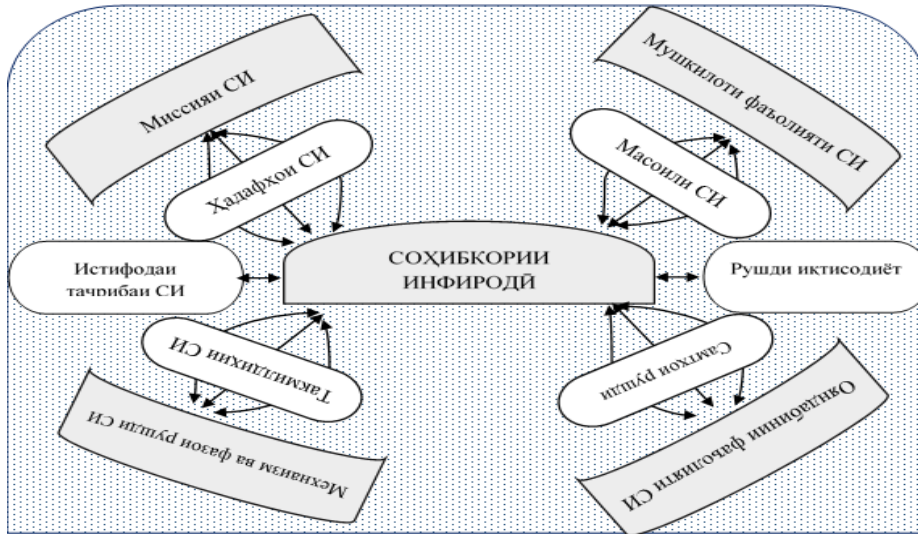 Миссияи СИ
Мушкилоти фаъолияти СИ
Ҳадафҳои СИ
Масоили СИ
СОҲИБКОРИИ
ИНФИРОДӢ
Истифодаи
таҷрибаи СИ
Рушди иқтисодиёт
Такмилдиҳии СИ
Самтҳои рушди
Механизм ва фазои рушди СИ
Ояндабинии фаъолияти СИ